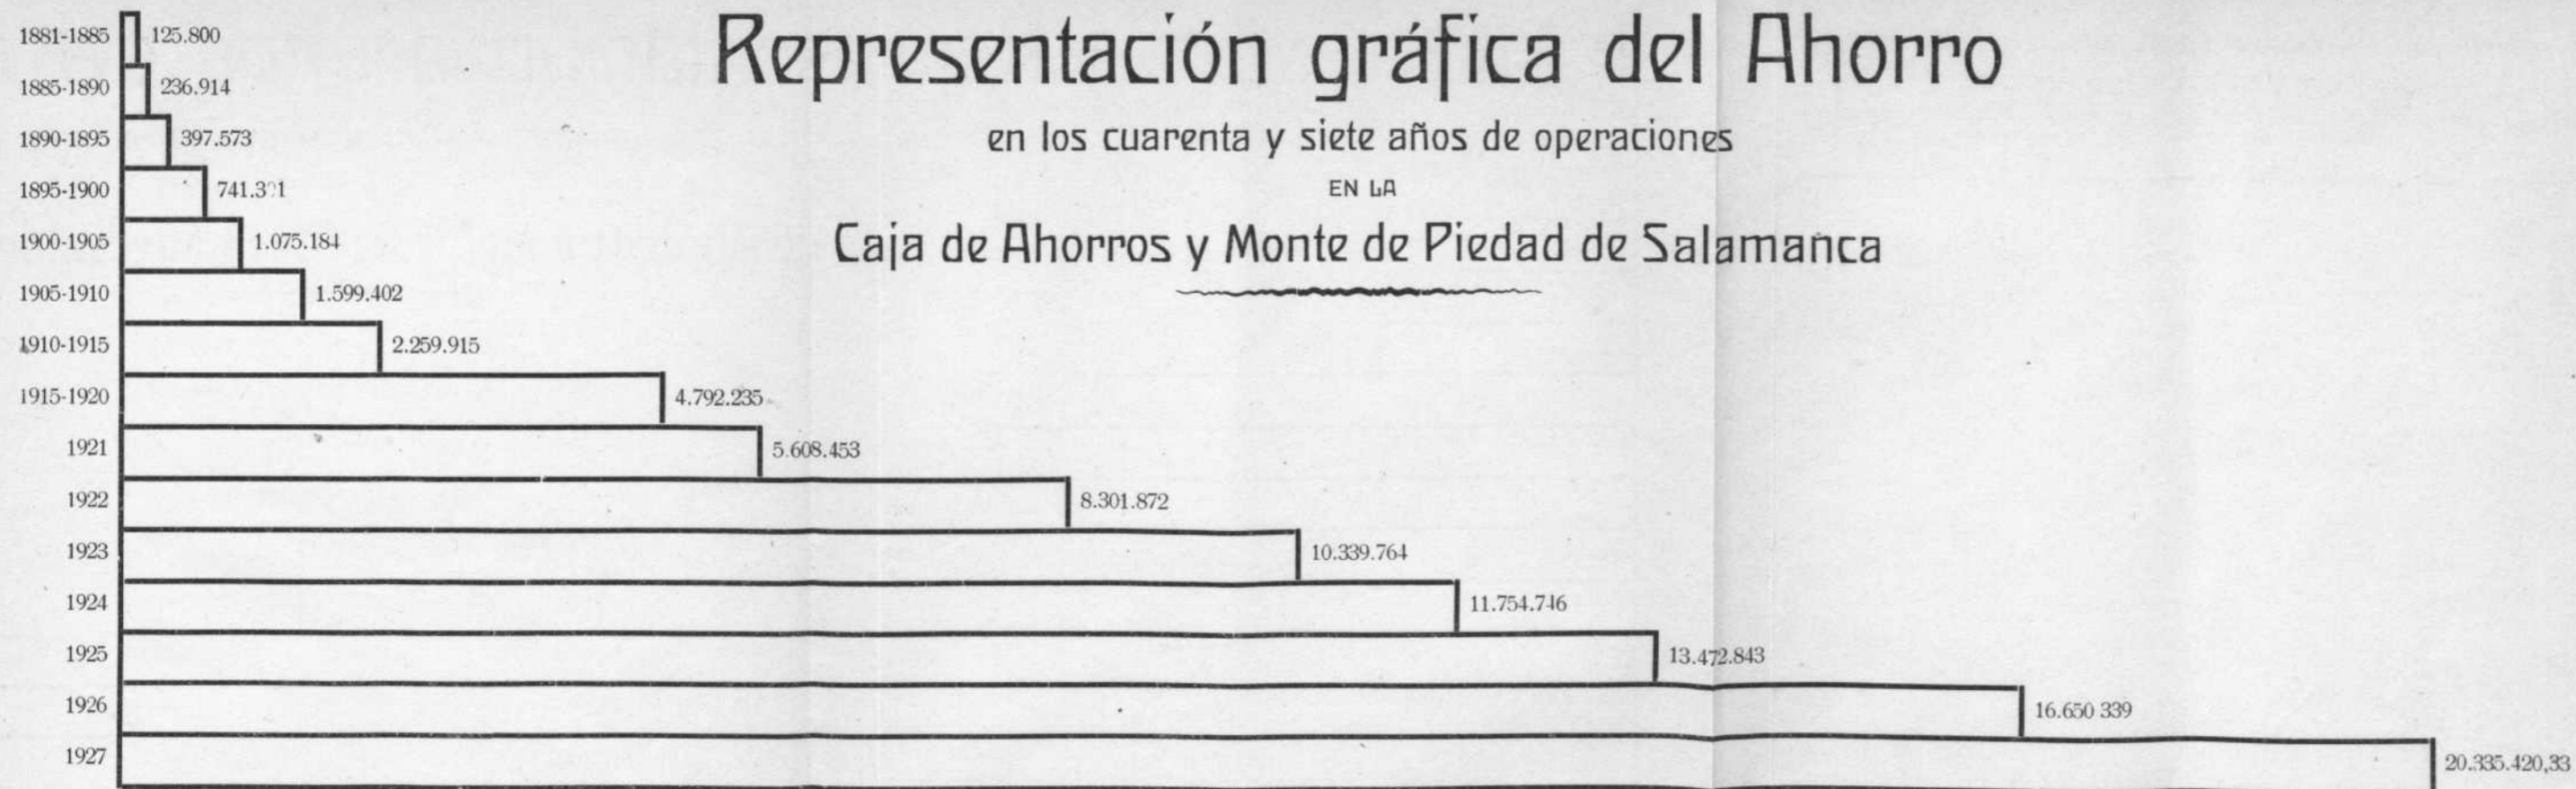 Representación gráfica del Ahorro
en los cuarenta y siete años de operaciones
EN LA
Caja de Ahorros y Monte de Piedad de Salamanca
1881-1885 125.800
1885-1890 236.914
1890-1895 397.573
1895-1900
1900-1905 1.075.184
1905-1910 1.599.402
1910-1915 2.259.915
1915-1920 4.792.235
1921 5.608.453
1922 8.301.872
1923 10.339.764
1924 11.754.746
1925 13.472.843
1926 16.650 339
1927 20.335.420,33